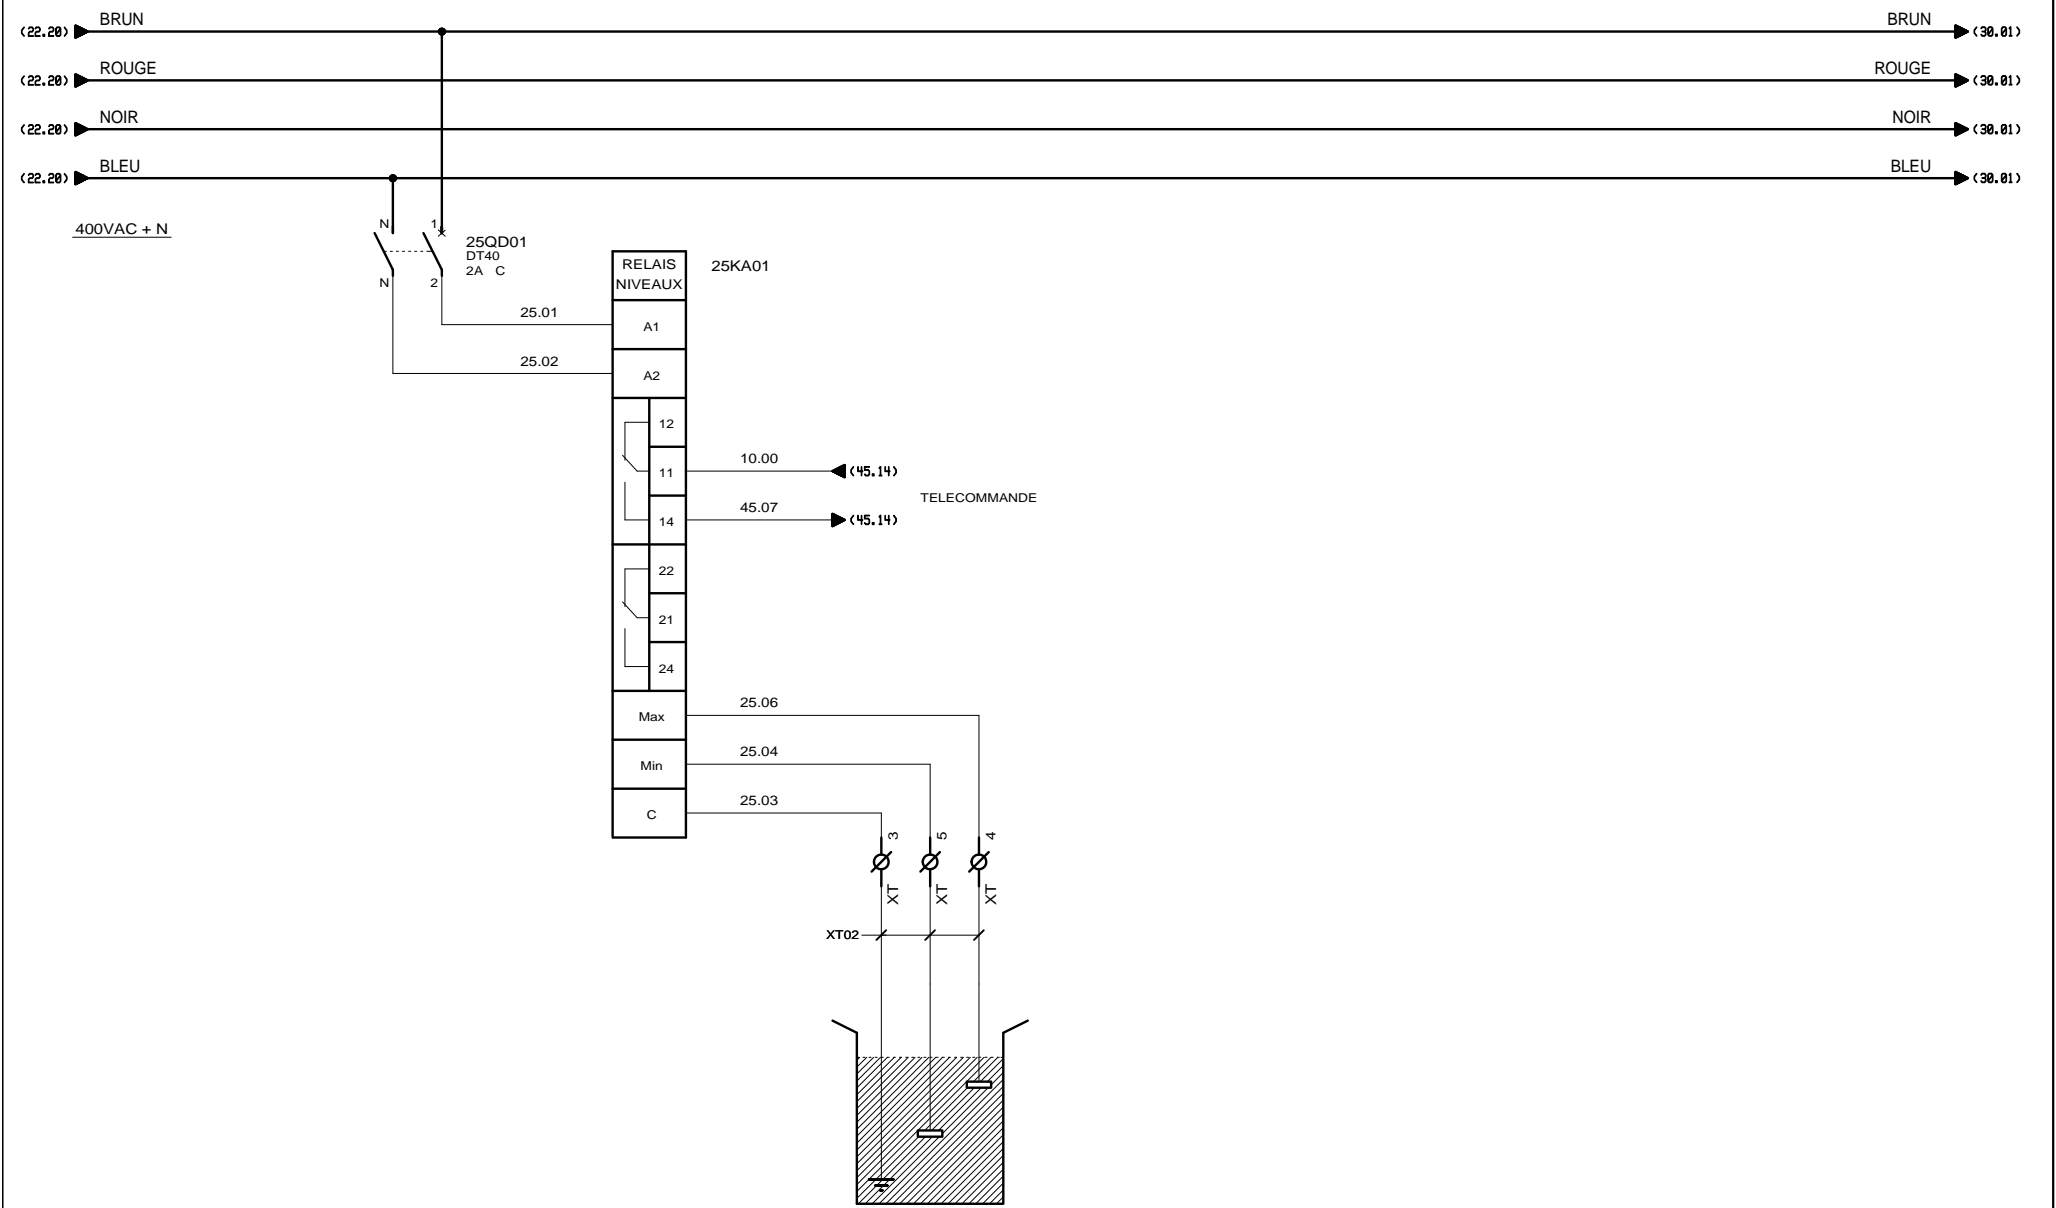 BRUN BRUN
(22.20) (30.01)
ROUGE ROUGE
(22.20) (30.01)
NOIR NOIR
(22.20) (30.01)
BLEU BLEU
(22.20) (30.01)
400VAC + N
N 1
25QD01
DT40
2A C
N 2
RELAIS
NIVEAUX
25KA01
25.01
A1
25.02
A2
12
11
10.00
(45.14)
TELECOMMANDE
14
45.07
(45.14)
22
21
24
Max
25.06
Min
25.04
C
25.03
3 5 4
XT XT XT
XT02